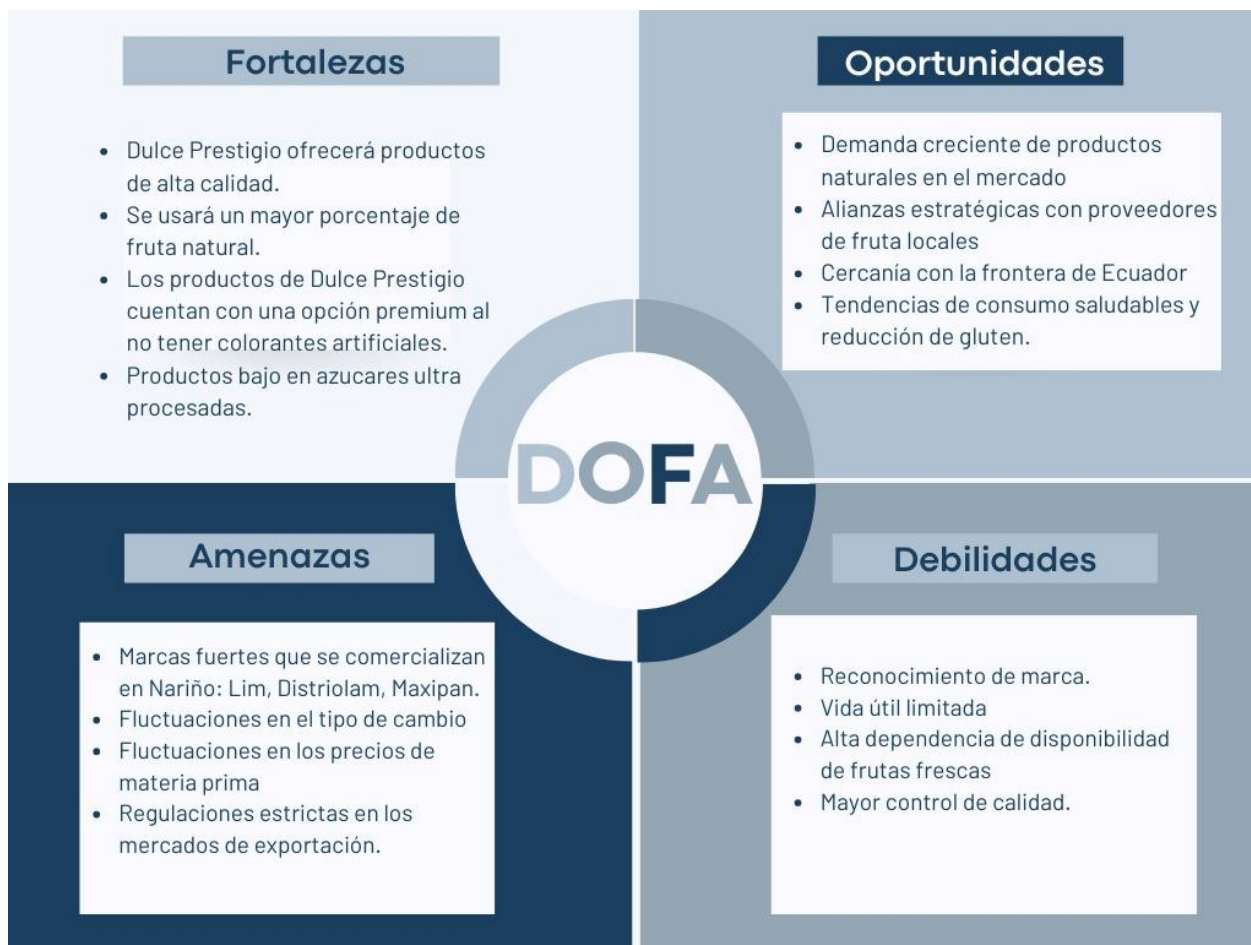 Fortalezas
• Dulce Prestigio ofrecerá productos
de alta calidad.
• Se usará un mayor porcentaje de
fruta natural.
• Los productos de Dulce Prestigio
cuentan con una opción premium al
no tener colorantes artificiales.
• Productos bajo en azucares ultra
procesadas.
Oportunidades
• Demanda creciente de productos
naturales en el mercado
• Alianzas estratégicas con proveedores
de fruta locales
• Cercanía con la frontera de Ecuador
• Tendencias de consumo saludables y
reducción de gluten.
DOFA
Amenazas
• Marcas fuertes que se comercializan
en Nariño: Lim, Distriolam, Maxipan.
• Fluctuaciones en el tipo de cambio
• Fluctuaciones en los precios de
materia prima
• Regulaciones estrictas en los
mercados de exportación.
Debilidades
• Reconocimiento de marca.
• Vida útil limitada
• Alta dependencia de disponibilidad
de frutas frescas
• Mayor control de calidad.